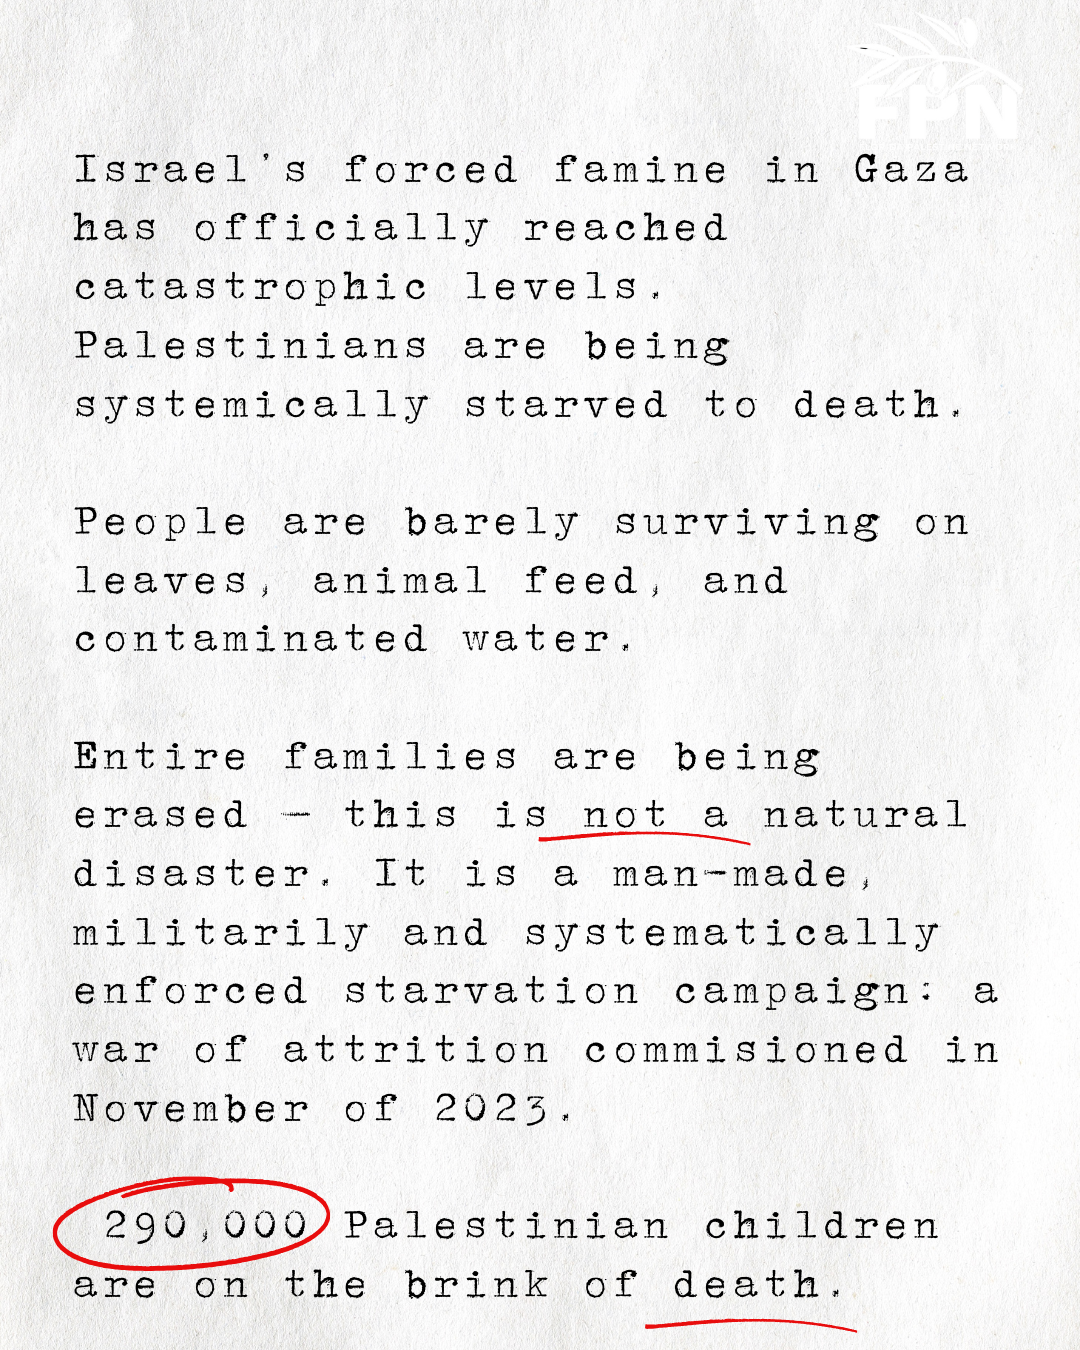 FPN
Israel's forced famine in Gaza
has officially reached
catastrophic levels.
Palestinians are being
systemically starved to death.
People are barely surviving on
leaves, animal feed, and
contaminated water.
Entire families are being
erased — this is not a natural
disaster. It is a man-made,
militarily and systematically
enforced starvation campaign: a
war of attrition commisioned in
November of 2023.
290,000 Palestinian children
are on the brink of death.